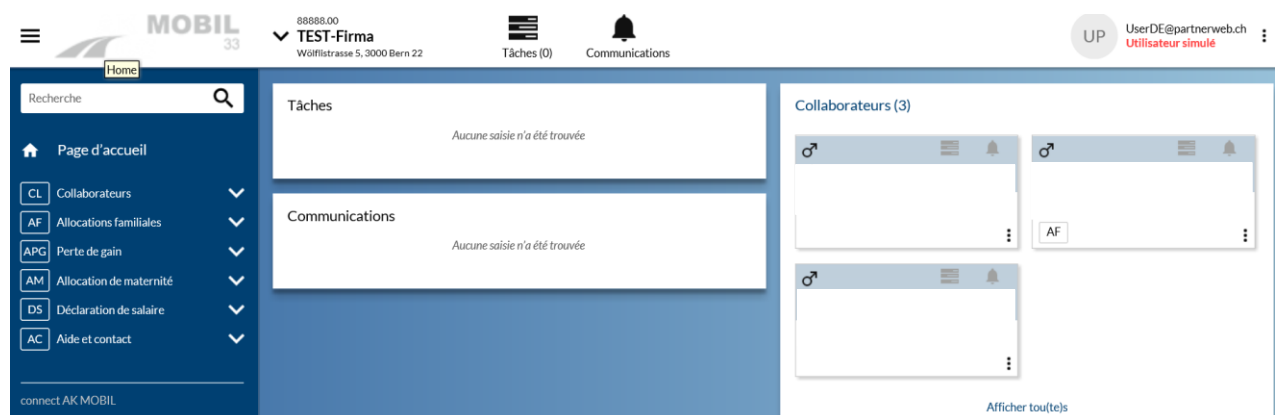 MOBIL
33
Home
88888.00
TEST-Firma
Wölflistrasse 5, 3000 Bern 22
Tâches (0)
Communications
UP
UserDE@partnerweb.ch
Utilisateur simulé
Recherche
Page d'accueil
CL Collaborateurs
AF Allocations familiales
APG Perte de gain
AM Allocation de maternité
DS Déclaration de salaire
AC Aide et contact
connect AK MOBIL
Tâches
Aucune saisie n'a été trouvée
Communications
Aucune saisie n'a été trouvée
Collaborateurs (3)
AF
Afficher tou(te)s